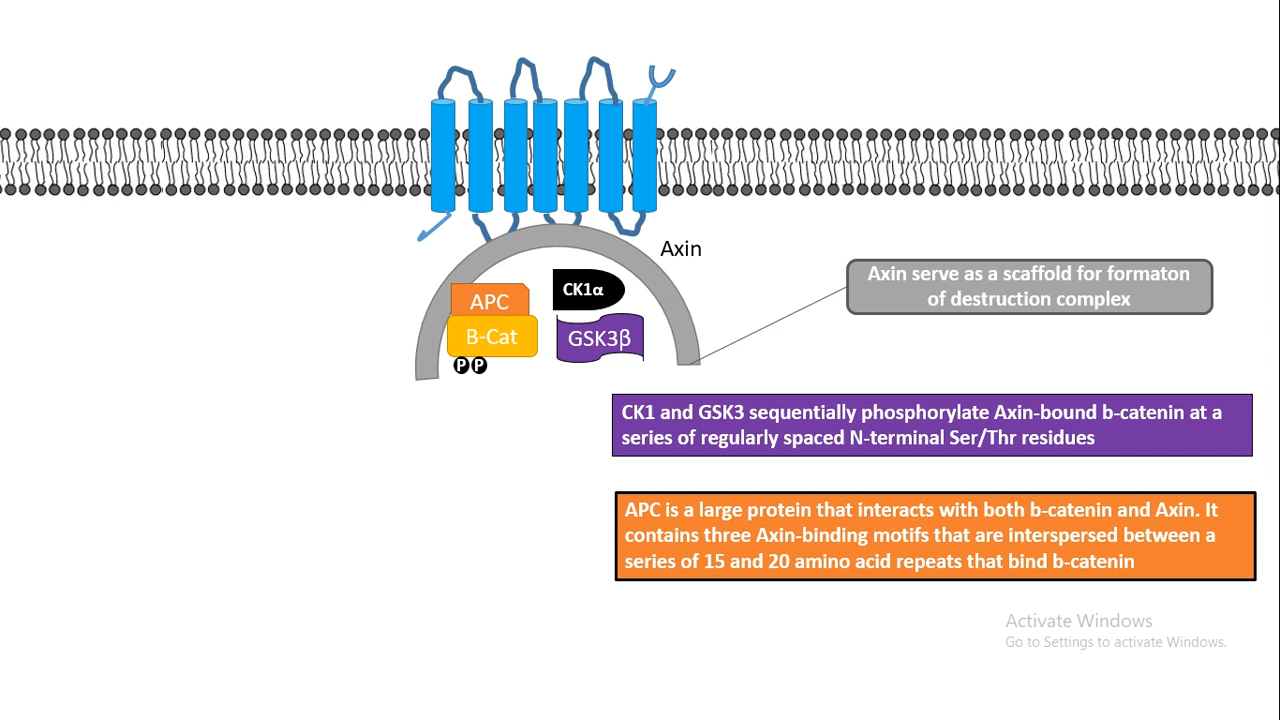 Axin
Axin serve as a scaffold for formaton
of destruction complex
APC
CK1α
B-Cat
GSK3β
P P
CK1 and GSK3 sequentially phosphorylate Axin-bound b-catenin at a
series of regularly spaced N-terminal Ser/Thr residues
APC is a large protein that interacts with both b-catenin and Axin. It
contains three Axin-binding motifs that are interspersed between a
series of 15 and 20 amino acid repeats that bind b-catenin
Activate Windows
Go to Settings to activate Windows.